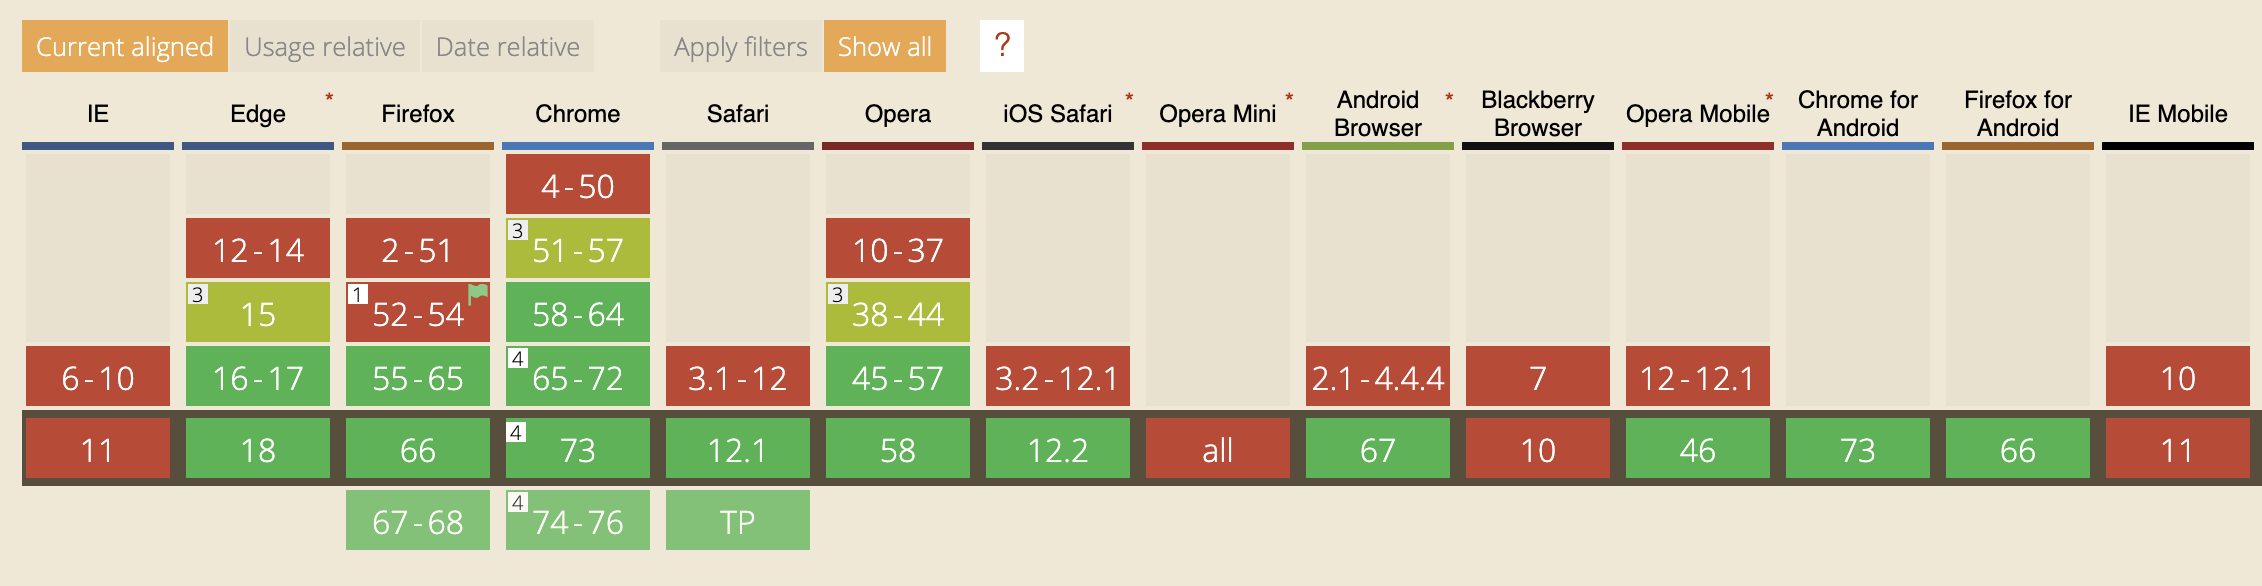 Current aligned Usage relative Date relative Apply filters Show all ?
IE Edge * Firefox Chrome Safari Opera iOS Safari * Opera Mini * Android Browser * Blackberry Browser Opera Mobile * Chrome for Android Firefox for Android IE Mobile
4-50
12-14 2-51 3 51-57 10-37
3 15 1 52-54 58-64 3 38-44
6-10 16-17 55-65 4 65-72 3.1-12 45-57 3.2-12.1 2.1-4.4.4 7 12-12.1 10
11 18 66 4 73 12.1 58 12.2 all 67 10 46 73 66 11
67-68 4 74-76 TP